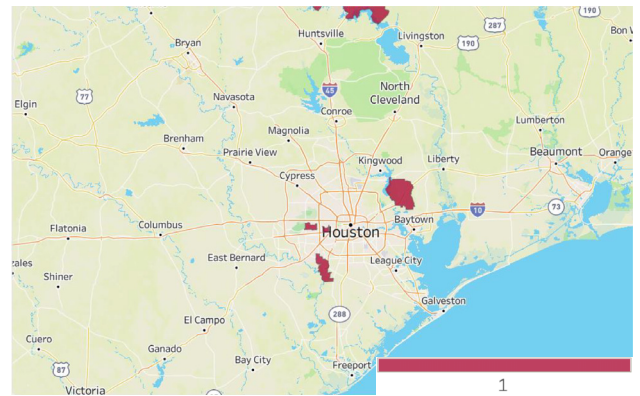 190
287
Huntsville
Livingston
Bryan
190
77
45
North
Cleveland
Elgin
Navasota
Conroe
Lumberton
Magnolia
Brenham
Beaumont
Orange
Prairie View
Kingwood
Liberty
Cypress
10
73
Baytown
Flatonia
Columbus
Houston
East Bernard
League City
Shiner
Galveston
El Campo
288
Cuero
Ganado
Bay City
Freeport
87
Victoria
1